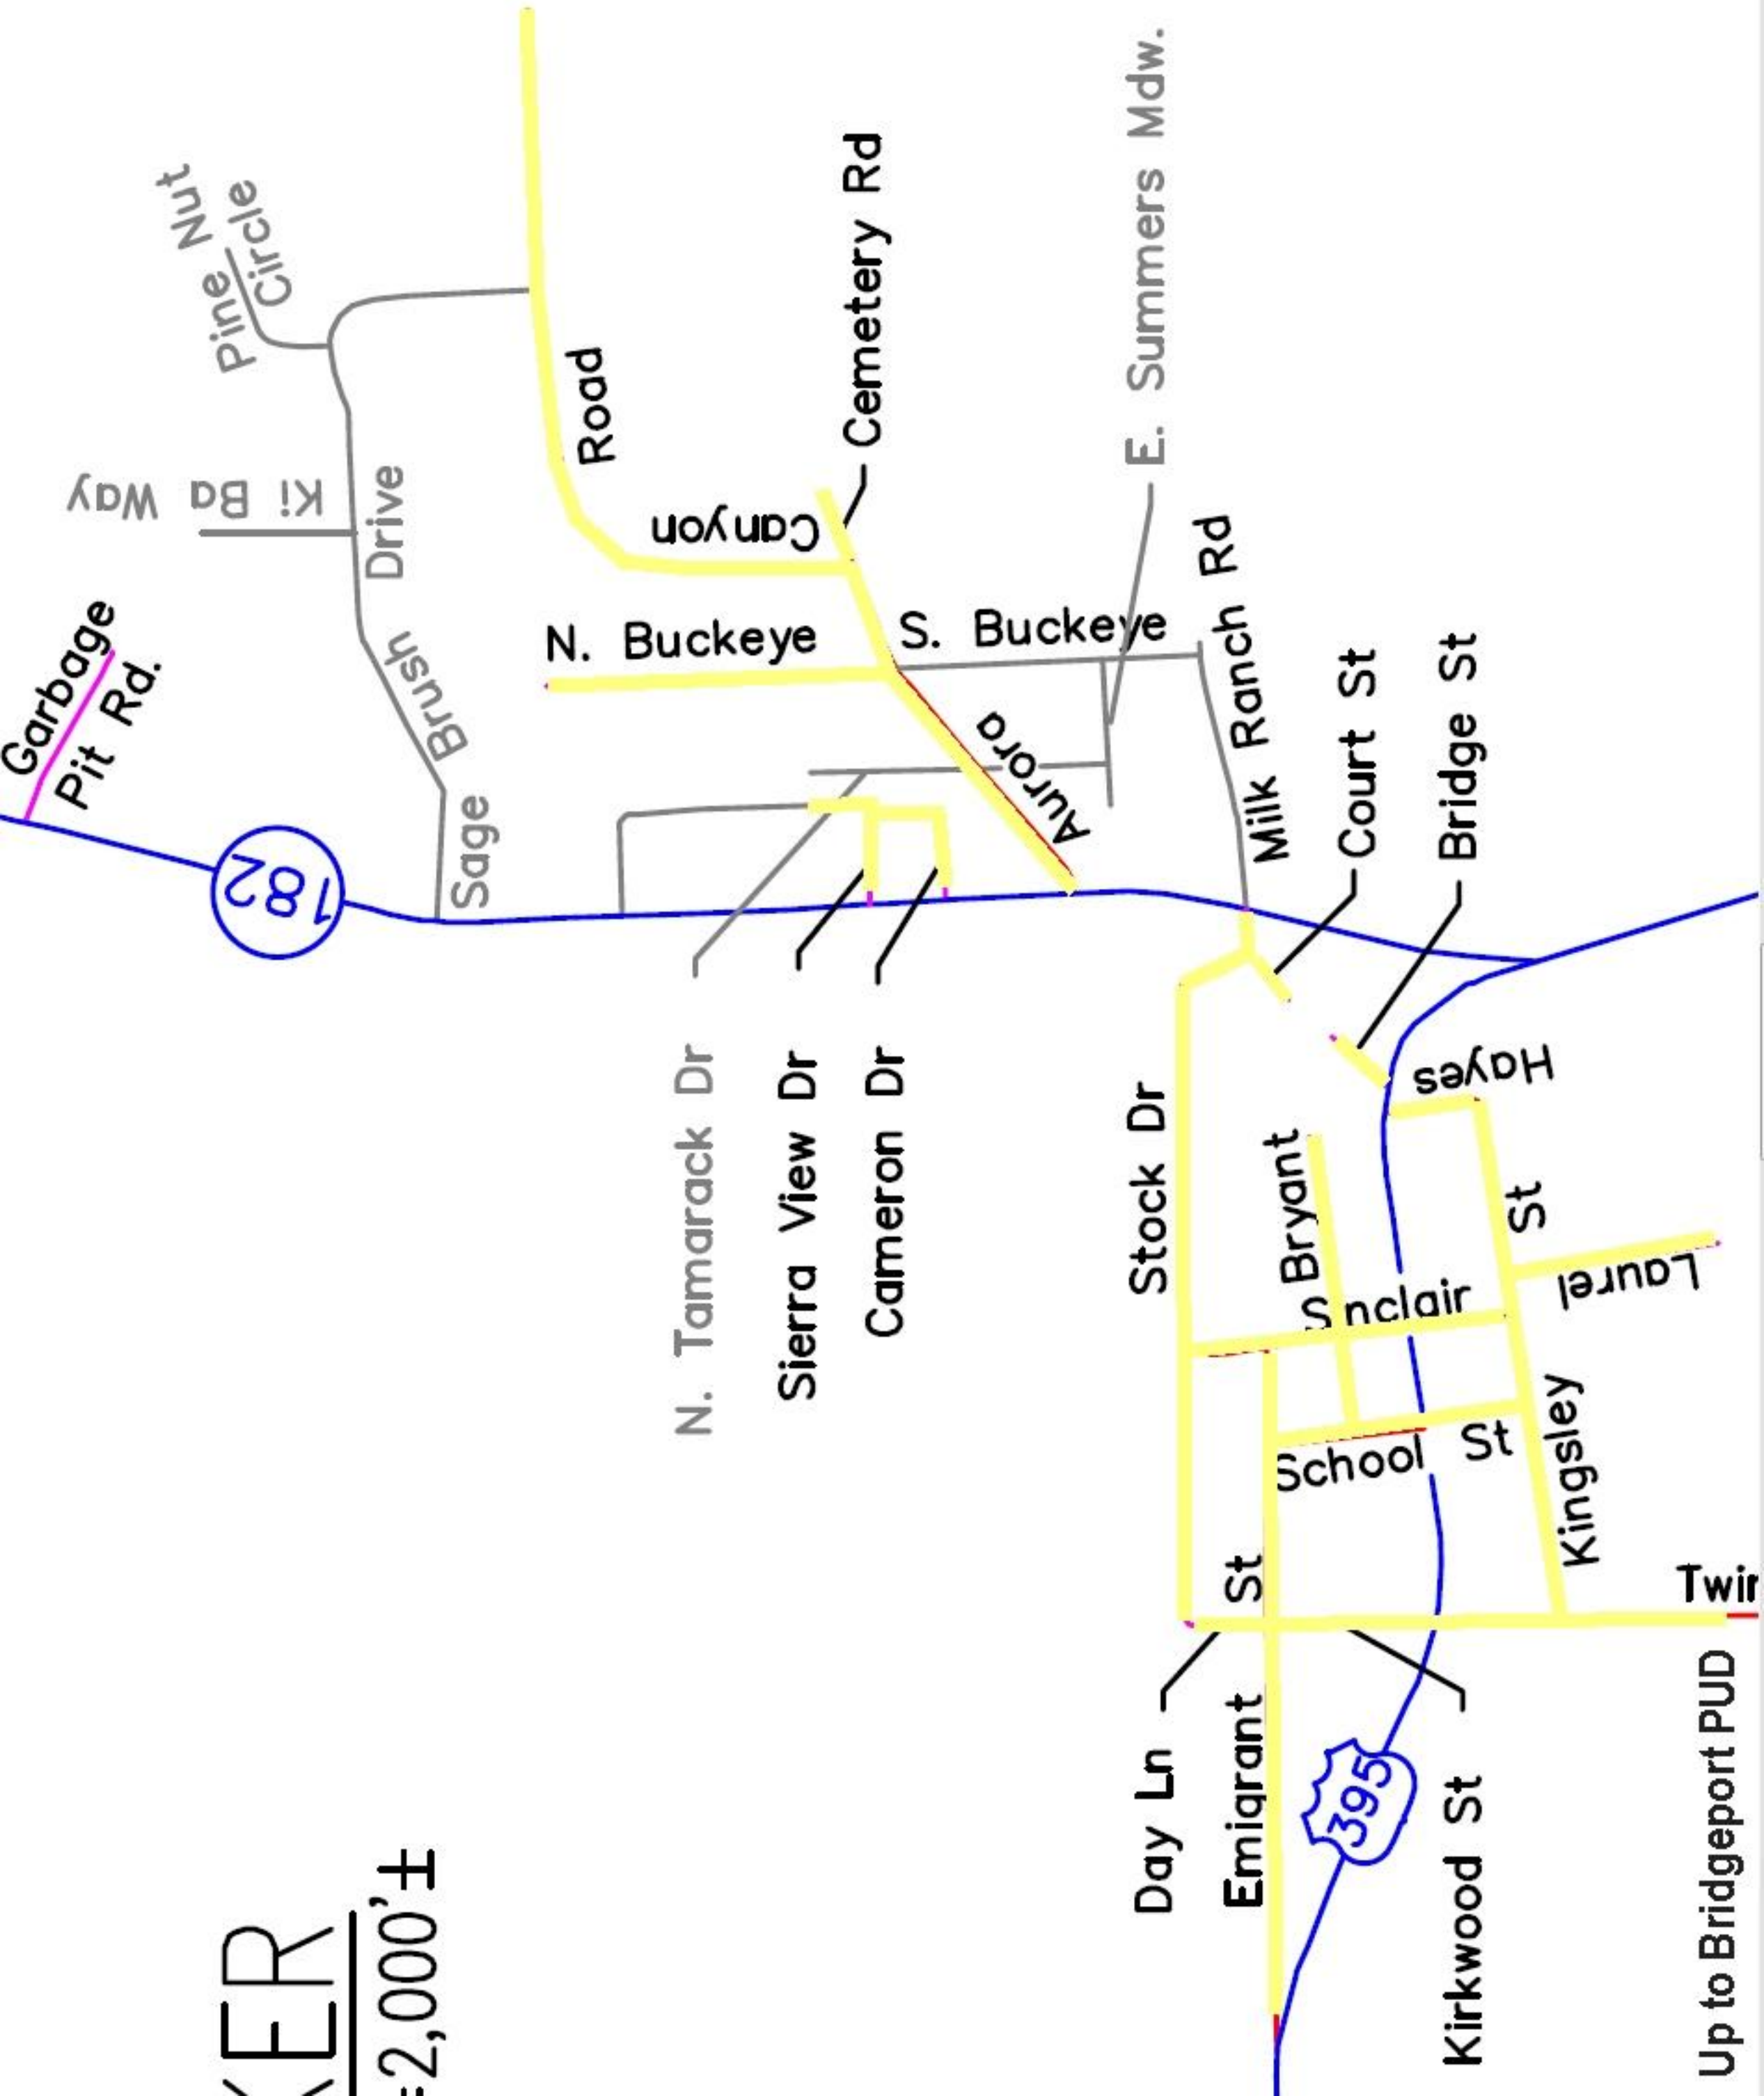 Garbage
Pit Rd.
182
Ki Ba Way
Pine Nut
Circle
Sage Brush Drive
Road
Canyon
Aurora
Cemetery Rd
N. Buckeye
S. Buckeye
E. Summers Mdw.
Milk Ranch Rd
Court St
Bridge St
N. Tamarack Dr
Sierra View Dr
Cameron Dr
Stock Dr
Bryant
Hayes
Sinclair
Laurel
School St
Kingsley St
Day Ln
Emigrant St
395
Kirkwood St
Up to Bridgeport PUD
2,000'±